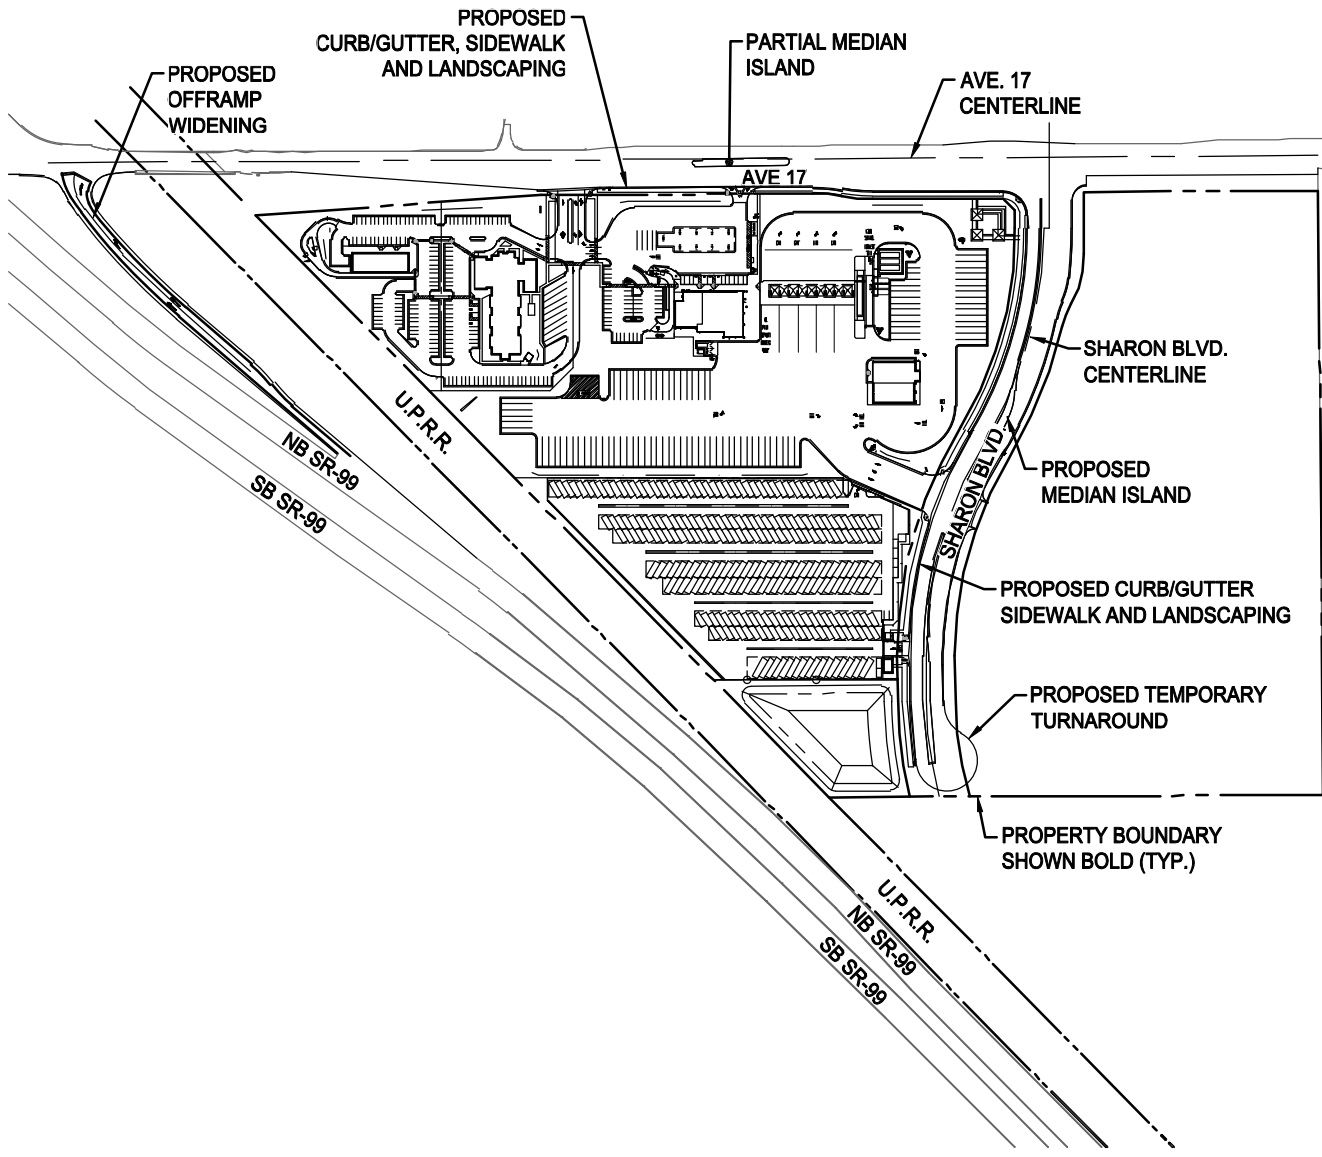 PROPOSED
CURB/GUTTER, SIDEWALK
AND LANDSCAPING
PARTIAL MEDIAN
ISLAND
PROPOSED
OFFRAMP
WIDENING
AVE. 17
CENTERLINE
AVE 17
SHARON BLVD.
CENTERLINE
U.P.R.R.
NB SR-99
SB SR-99
SHARON BLVD.
PROPOSED
MEDIAN ISLAND
PROPOSED CURB/GUTTER
SIDEWALK AND LANDSCAPING
PROPOSED TEMPORARY
TURNAROUND
PROPERTY BOUNDARY
SHOWN BOLD (TYP.)
U.P.R.R.
NB SR-99
SB SR-99